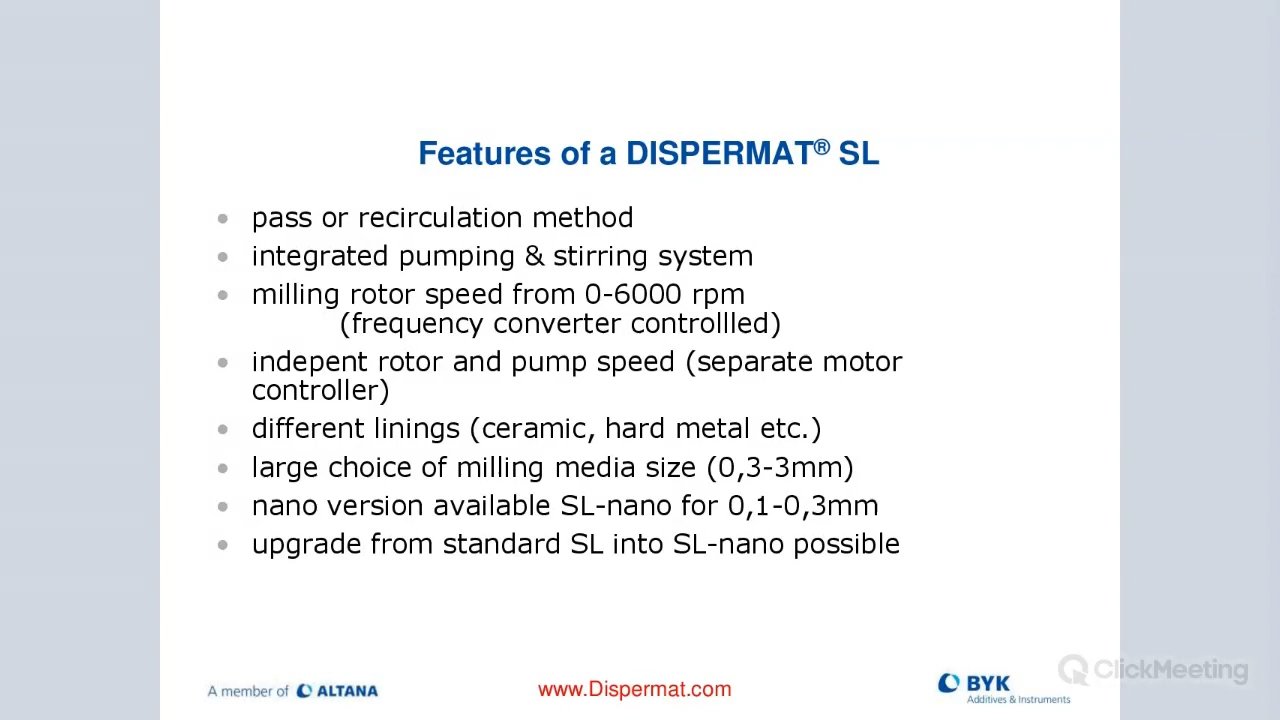 Features of a DISPERMAT® SL
• pass or recirculation method
• integrated pumping & stirring system
• milling rotor speed from 0-6000 rpm
(frequency converter controllled)
• indepent rotor and pump speed (separate motor
controller)
• different linings (ceramic, hard metal etc.)
• large choice of milling media size (0,3-3mm)
• nano version available SL-nano for 0,1-0,3mm
• upgrade from standard SL into SL-nano possible
ClickMeeting
A member of ALTANA
www.Dispermat.com
BYK
Additives & Instruments